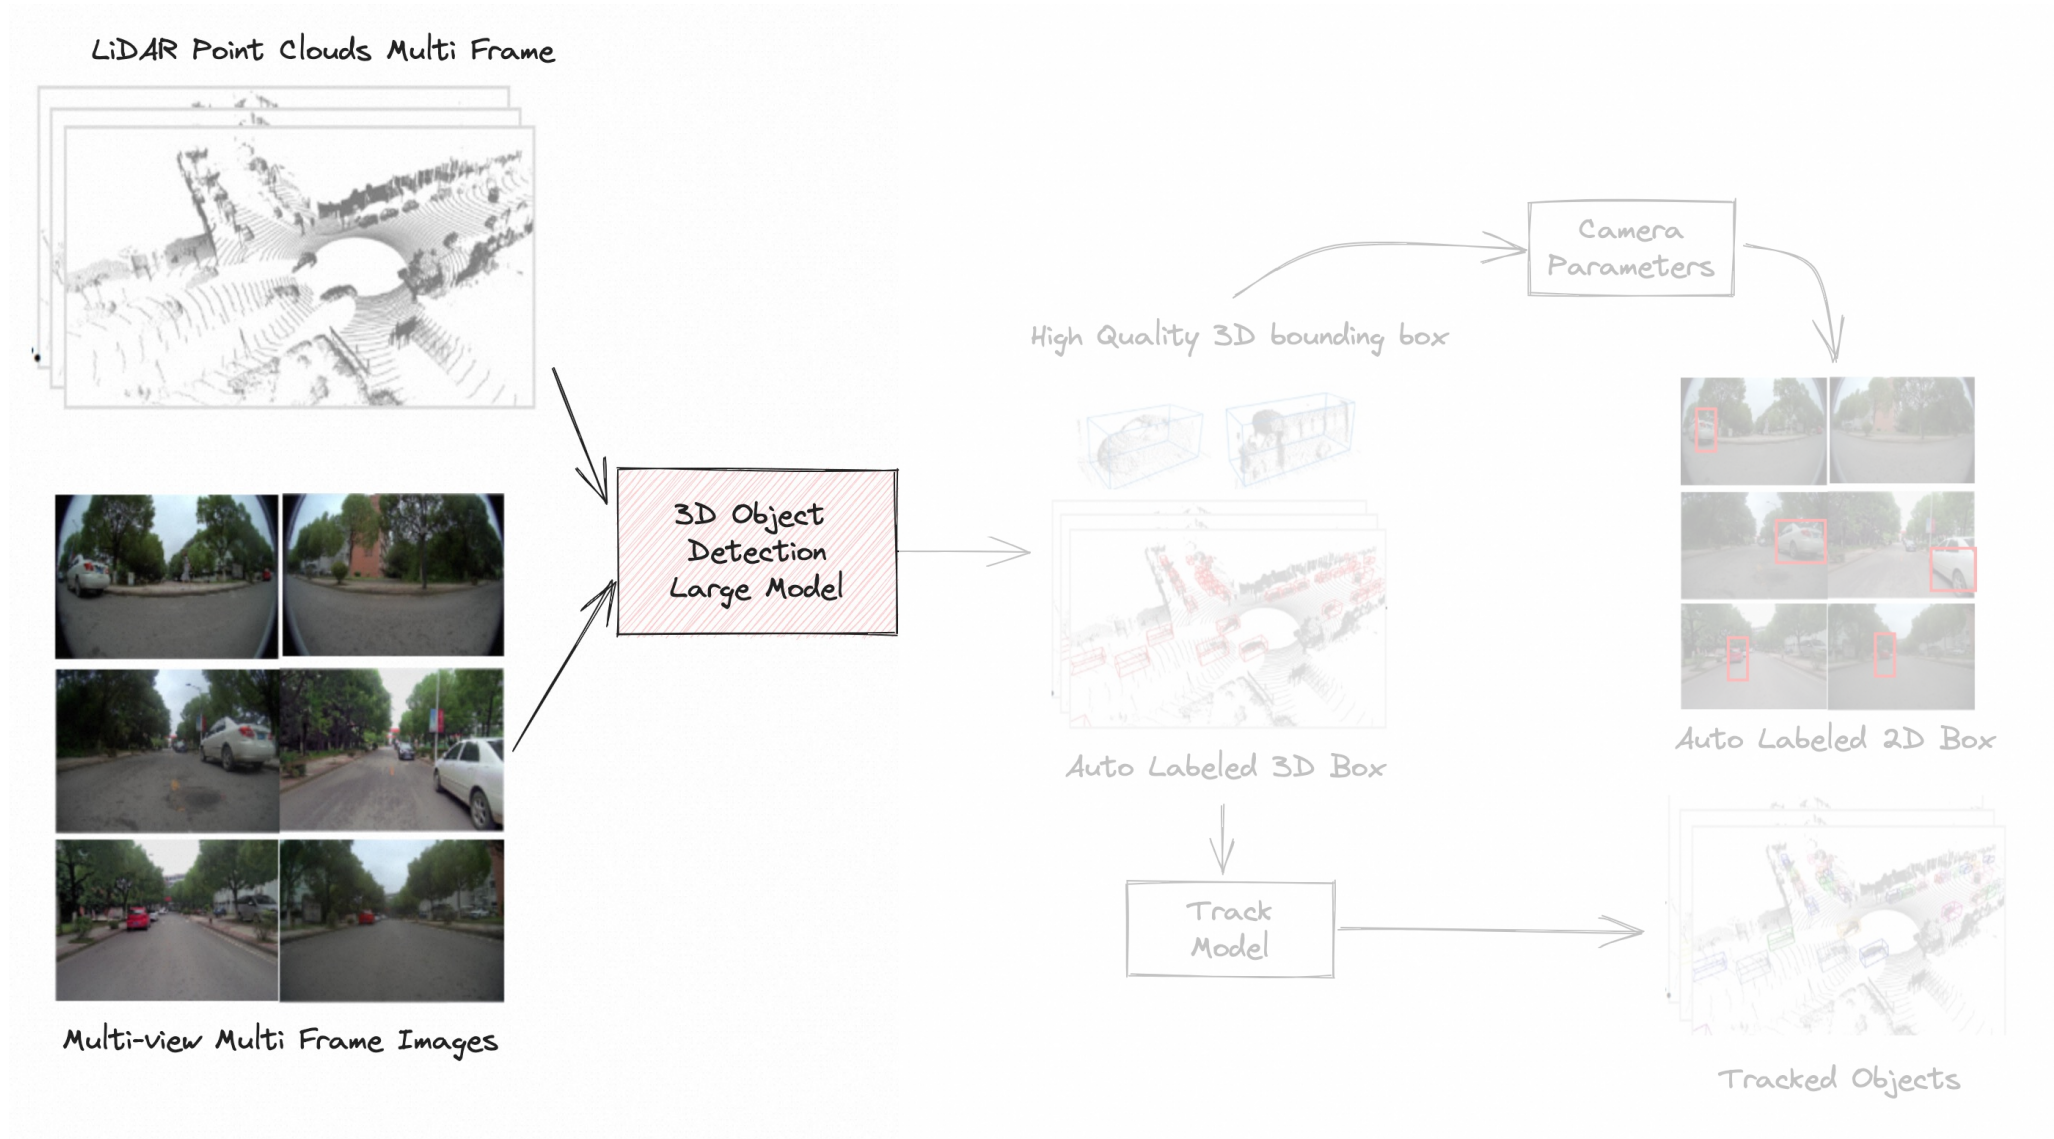 LiDAR Point Clouds Multi Frame
3D Object
Detection
Large Model
Multi-view Multi Frame Images
High Quality 3D bounding box
Auto Labeled 3D Box
Camera
Parameters
Auto Labeled 2D Box
Track
Model
Tracked Objects